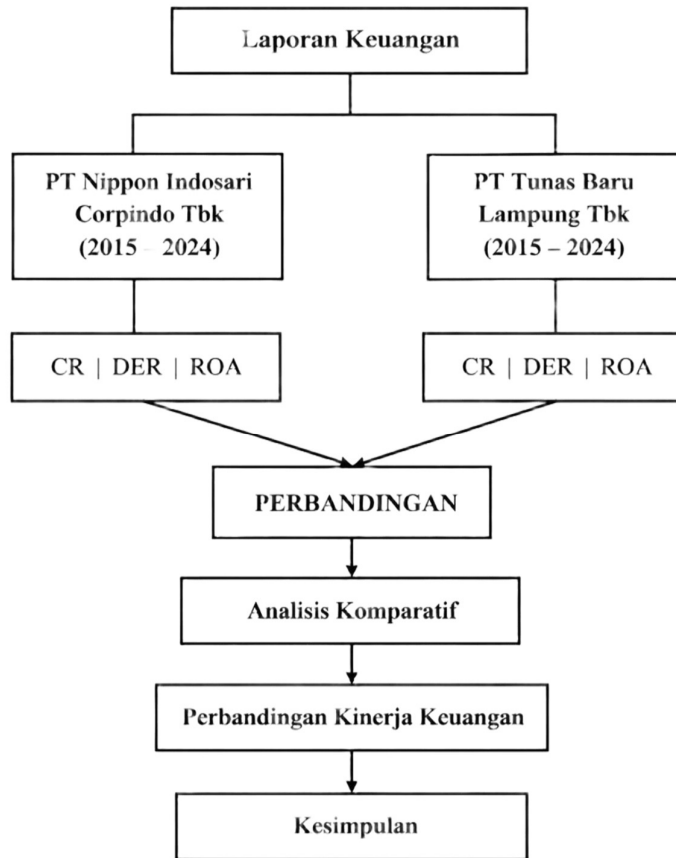 Laporan Keuangan
PT Nippon Indosari
Corpindo Tbk
(2015 – 2024)
PT Tunas Baru
Lampung Tbk
(2015 – 2024)
CR | DER | ROA
CR | DER | ROA
PERBANDINGAN
Analisis Komparatif
Perbandingan Kinerja Keuangan
Kesimpulan